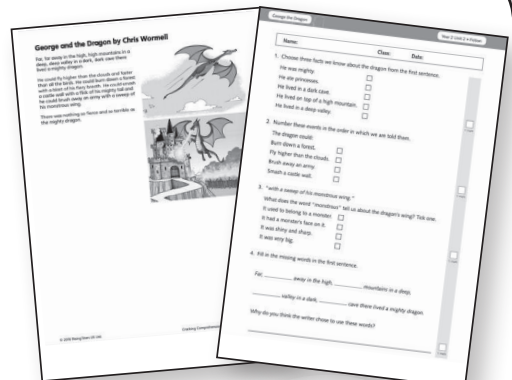 George and the Dragon by Chris Wormell
Far, far away in the high, high mountains in a
deep, deep valley in a dark, dark cave there
lived a mighty dragon.
He could fly higher than the clouds and faster
than all the birds. He could burn down a forest
with a blast of his fiery breath. He could smash
a castle wall with a flick of his mighty tail and
he could brush away an army with a sweep of
his monstrous wing.
There was nothing so fierce and so terrible as
the mighty dragon.
George and the Dragon
Name:
Class:
Date:
1. Choose three facts we know about the dragon from the first sentence.
He was mighty.
He ate princesses.
He lived in a dark cave.
He lived on top of a high mountain.
He lived in a deep valley.
2. Number these events in the order in which we are told them.
The dragon could:
Burn down a forest.
Fly higher than the clouds.
Brush away an army.
Smash a castle wall.
3. "with a sweep of his monstrous wing."
What does the word "monstrous" tell us about the dragon's wing? Tick one.
It used to belong to a monster.
It had a monster's face on it.
It was shiny and sharp.
It was very big.
4. Fill in the missing words in the first sentence.
Far, ________ away in the high, ________ mountains in a deep,
________ valley in a dark, ________ cave there lived a mighty dragon.
Why do you think the writer chose to use these words?